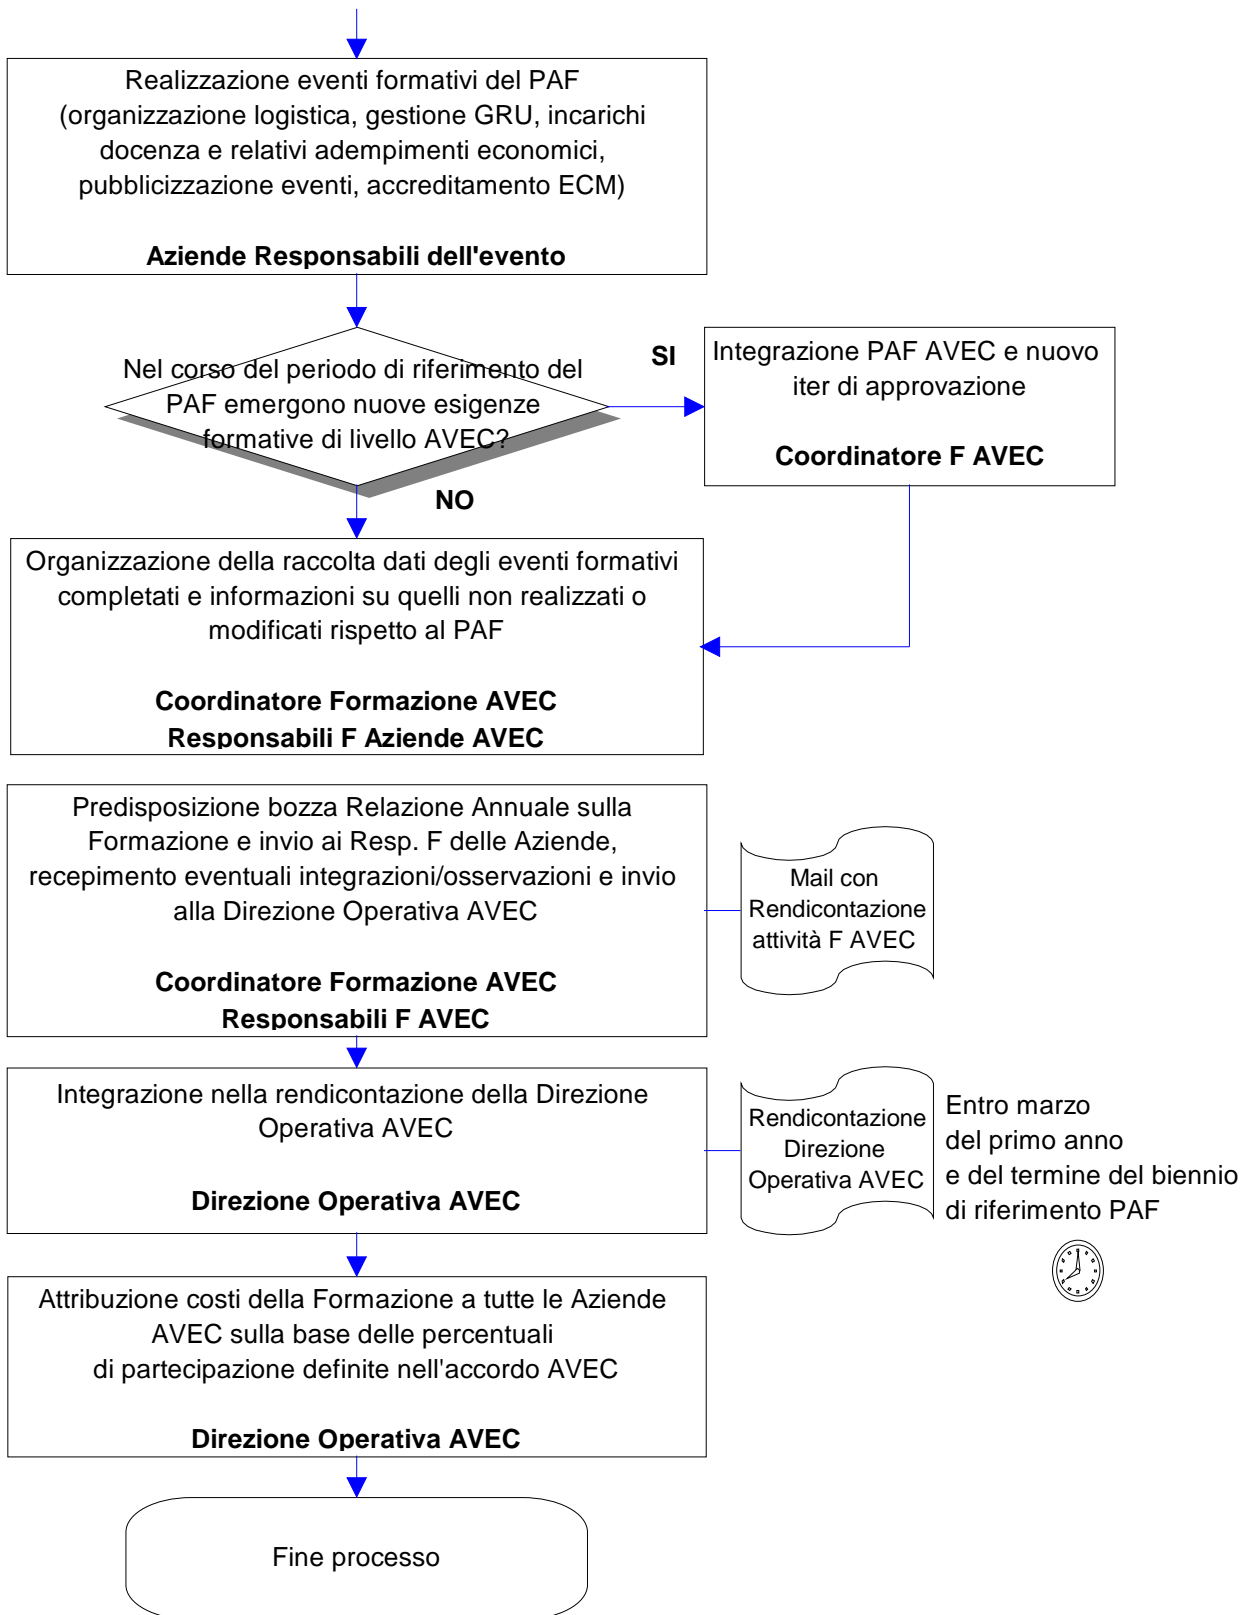 Realizzazione eventi formativi del PAF
(organizzazione logistica, gestione GRU, incarichi
docenza e relativi adempimenti economici,
pubblicizzazione eventi, accreditamento ECM)
Aziende Responsabili dell'evento
Nel corso del periodo di riferimento del
PAF emergono nuove esigenze
formative di livello AVEC?
SI
Integrazione PAF AVEC e nuovo
iter di approvazione
Coordinatore F AVEC
NO
Organizzazione della raccolta dati degli eventi formativi
completati e informazioni su quelli non realizzati o
modificati rispetto al PAF
Coordinatore Formazione AVEC
Responsabili F Aziende AVEC
Predisposizione bozza Relazione Annuale sulla
Formazione e invio ai Resp. F delle Aziende,
recepimento eventuali integrazioni/osservazioni e invio
alla Direzione Operativa AVEC
Coordinatore Formazione AVEC
Responsabili F AVEC
Mail con
Rendicontazione
attività F AVEC
Integrazione nella rendicontazione della Direzione
Operativa AVEC
Direzione Operativa AVEC
Rendicontazione
Direzione
Operativa AVEC
Entro marzo
del primo anno
e del termine del biennio
di riferimento PAF
Attribuzione costi della Formazione a tutte le Aziende
AVEC sulla base delle percentuali
di partecipazione definite nell'accordo AVEC
Direzione Operativa AVEC
Fine processo